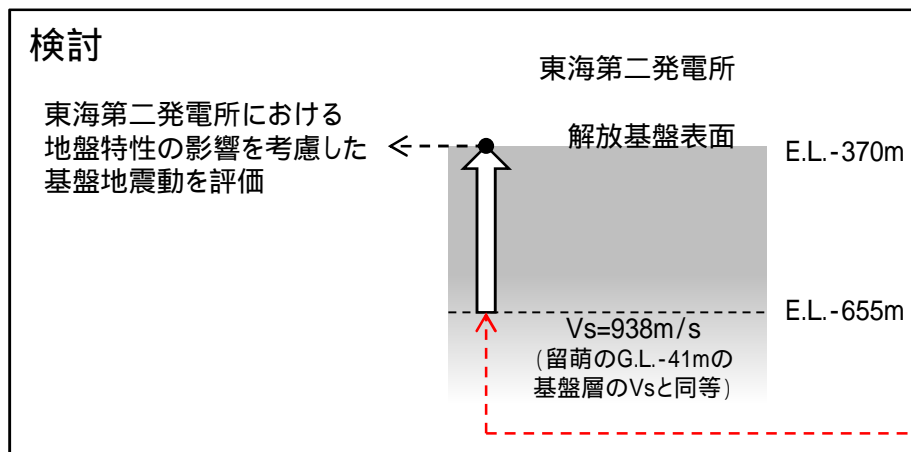 検討
東海第二発電所
東海第二発電所における
地盤特性の影響を考慮した
基盤地震動を評価
解放基盤表面
E.L.-370m
E.L.-655m
Vs=938m/s
(留萌のG.L.-41mの
基盤層のVsと同等)